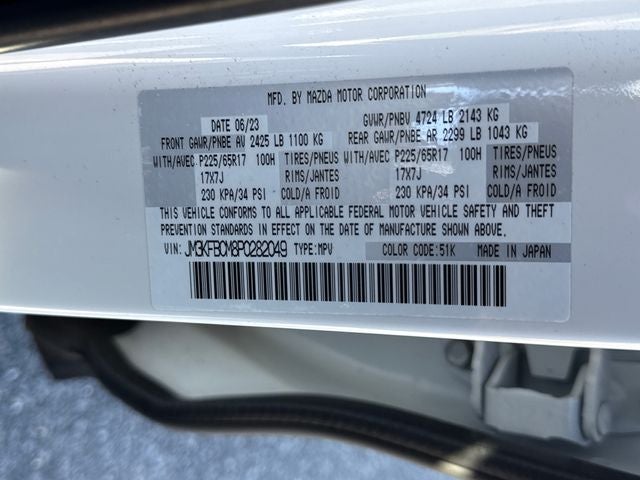 MFD. BY MAZDA MOTOR CORPORATION
DATE 06/23 GVWR/PNBV 4724 LB 2143 KG
FRONT GAWR/PNBE AV 2425 LB 1100 KG REAR GAWR/PNBE AR 2299 LB 1043 KG
WITH/AVEC P225/65R17 100H TIRES/PNEUS WITH/AVEC P225/65R17 100H TIRES/PNEUS
17X7J RIMS/JANTES 17X7J RIMS/JANTES
230 KPA/34 PSI COLD/A FROID 230 KPA/34 PSI COLD/A FROID
THIS VEHICLE CONFORMS TO ALL APPLICABLE FEDERAL MOTOR VEHICLE SAFETY AND THEFT
PREVENTION STANDARDS IN EFFECT ON THE DATE OF MANUFACTURE SHOWN ABOVE.
VIN: JM3KFBCM8P0282049 TYPE: MPV COLOR CODE: 51K MADE IN JAPAN